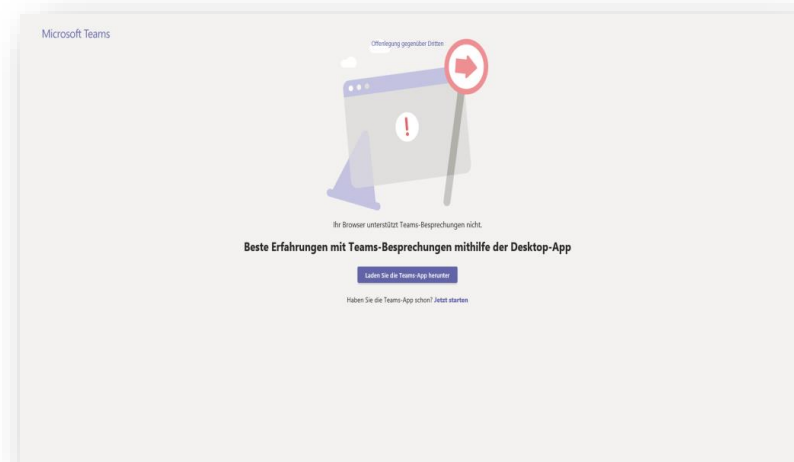 Microsoft Teams
Offenlegung gegenüber Dritten
Ihr Browser unterstützt Teams-Besprechungen nicht.
Beste Erfahrungen mit Teams-Besprechungen mithilfe der Desktop-App
Laden Sie die Teams-App herunter
Haben Sie die Teams-App schon? Jetzt starten